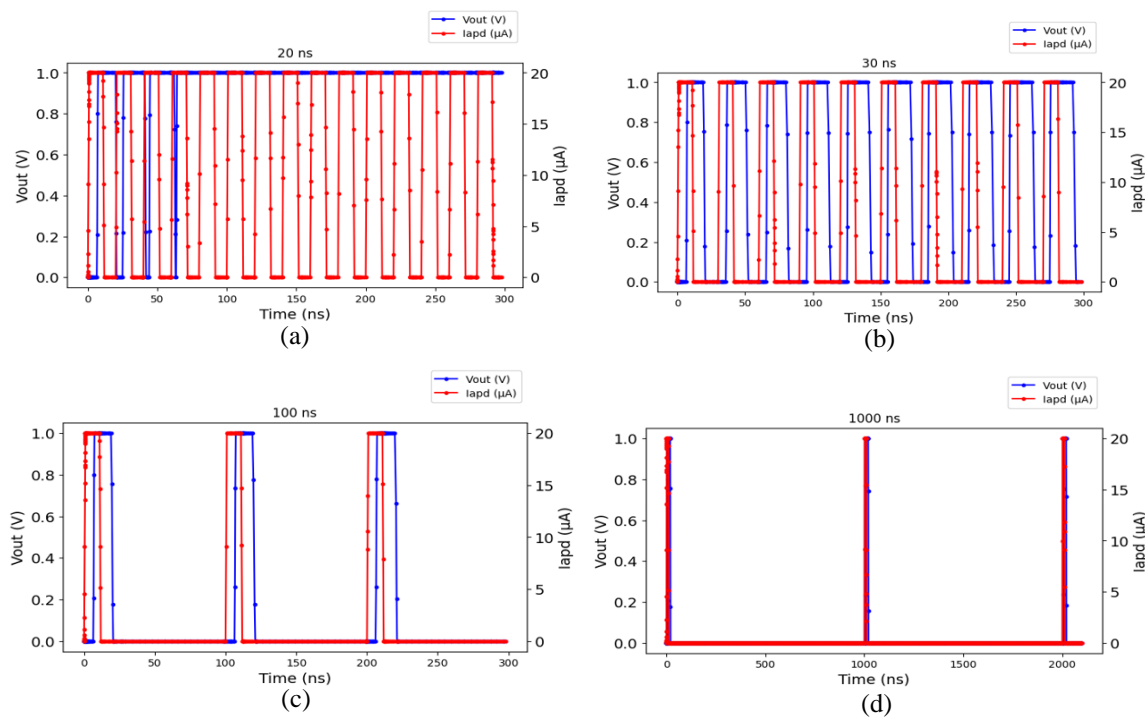 Vout (V)
Iapd (μA)
20 ns
Vout (V)
1.0
0.8
0.6
0.4
0.2
0.0
20
15
10
5
0
Iapd (μA)
0 50 100 150 200 250 300
Time (ns)
(a)
Vout (V)
Iapd (μA)
30 ns
Vout (V)
1.0
0.8
0.6
0.4
0.2
0.0
20
15
10
5
0
Iapd (μA)
0 50 100 150 200 250 300
Time (ns)
(b)
Vout (V)
Iapd (μA)
100 ns
Vout (V)
1.0
0.8
0.6
0.4
0.2
0.0
20
15
10
5
0
Iapd (μA)
0 50 100 150 200 250 300
Time (ns)
(c)
Vout (V)
Iapd (μA)
1000 ns
Vout (V)
1.0
0.8
0.6
0.4
0.2
0.0
20
15
10
5
0
Iapd (μA)
0 500 1000 1500 2000
Time (ns)
(d)